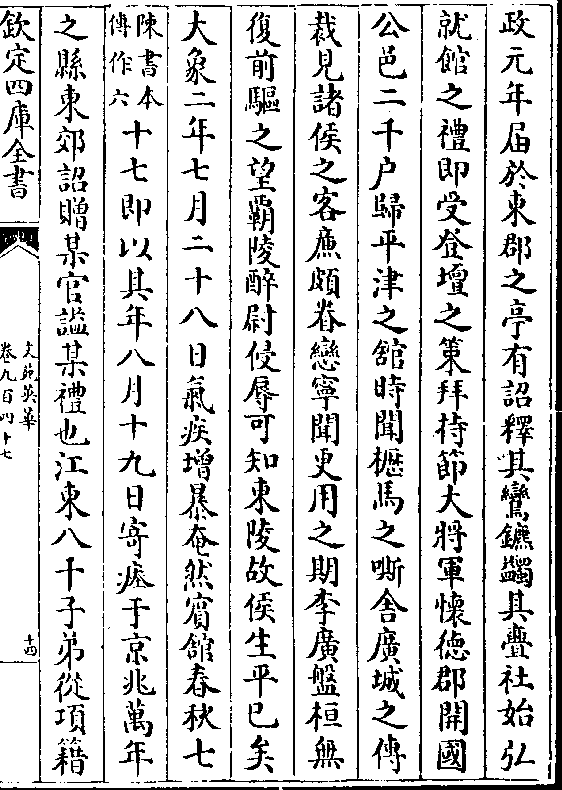 政元年届於東郡之亭有詔釋其鸞鑣蠲其釁社始弘
就館之禮即受登壇之策拜持節大將軍懷德郡開國
公邑二千户歸平津之舘時聞櫪馬之嘶舍廣城之傳
裁見諸侯之客廉頗眷戀寧聞更用之期李廣盤桓無
復前驅之望霸陵醉尉侵辱可知東陵故侯生平已矣
大象二年七月二十八日氣疾增暴奄然賓舘春秋七
陳書本傳作六十七即以其年八月十九日寄瘞于京兆萬年
之縣東郊詔贈某官諡某禮也江東八千子弟從項籍
欽定四庫全書
文苑英華
卷九百四十七
十四